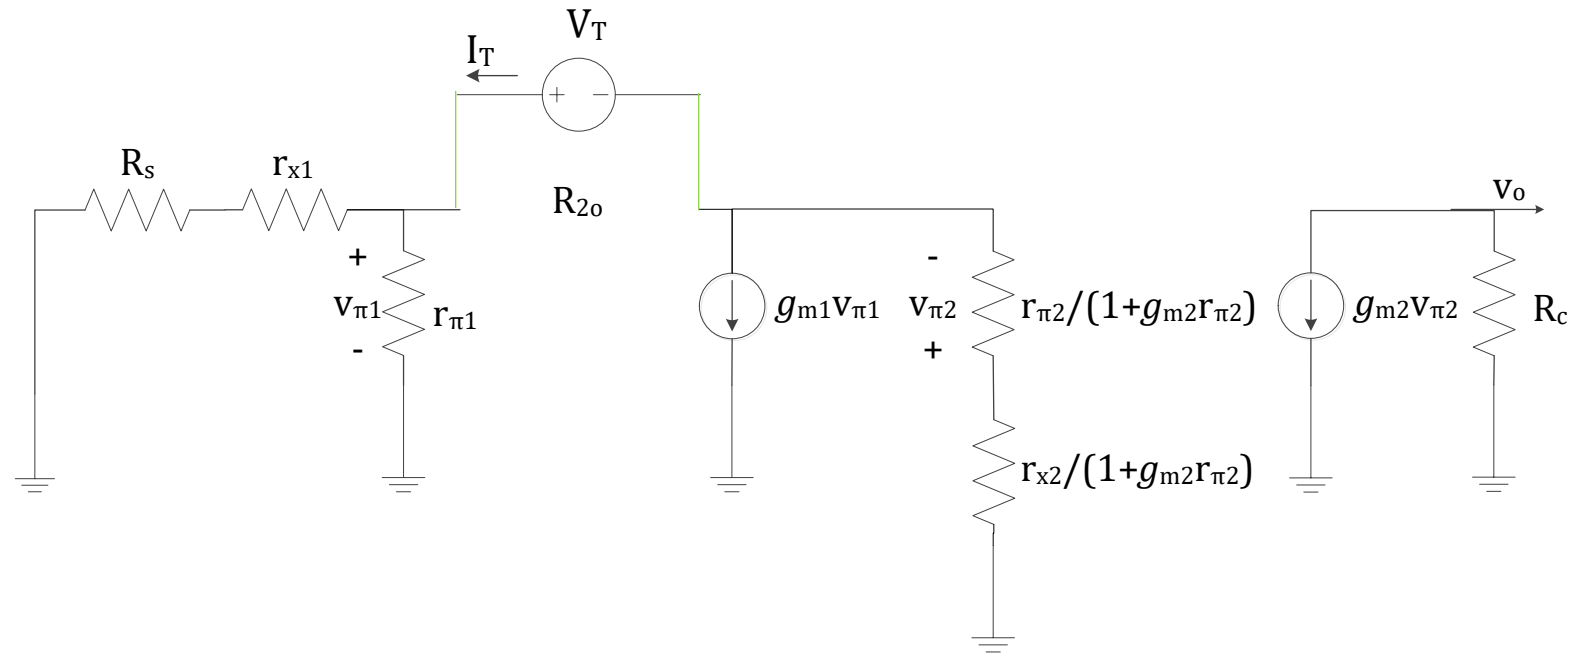 V_T
I_T
+ −
R_s r_x1
R_2o
v_o
+
v_π1
-
r_π1
g_m1v_π1
-
v_π2
+
r_π2/(1+g_m2r_π2)
g_m2v_π2
R_c
r_x2/(1+g_m2r_π2)